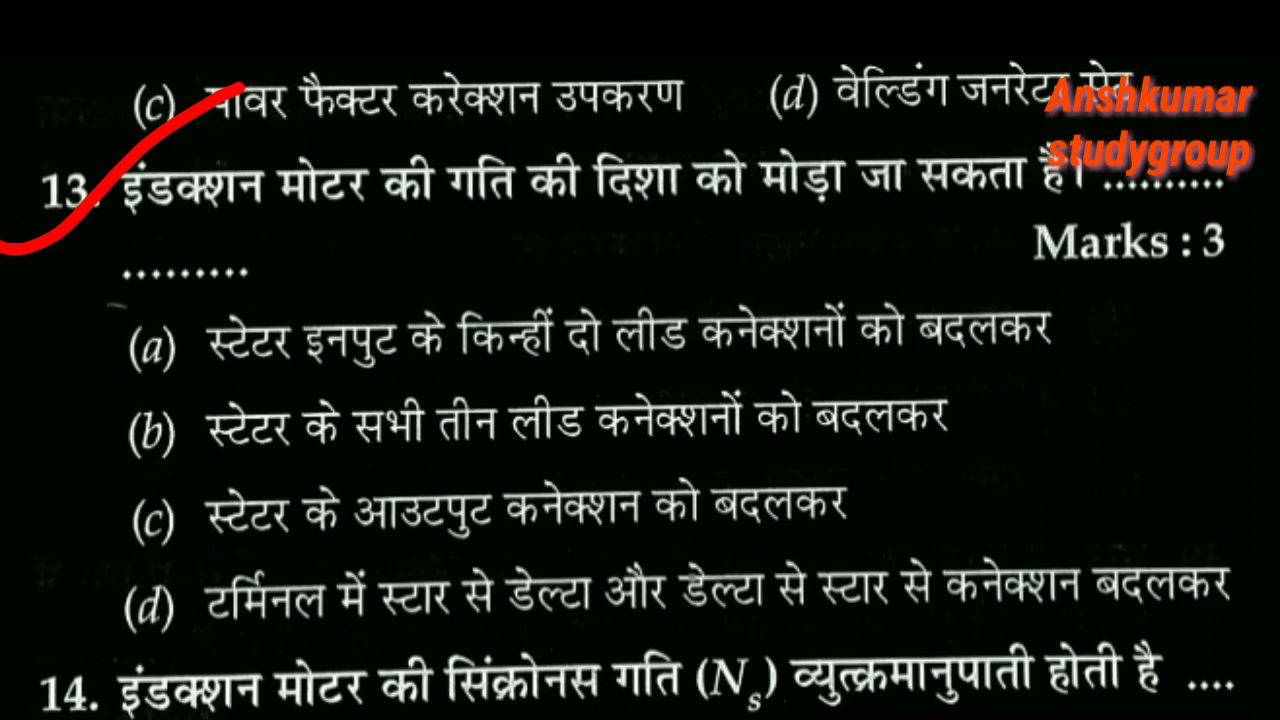 (c) पावर फैक्टर करेक्शन उपकरण (d) वेल्डिंग जनरेटर सेट
Anshkumar
studygroup
13. इंडक्शन मोटर की गति की दिशा को मोड़ा जा सकता है। ..........
......... Marks : 3
(a) स्टेटर इनपुट के किन्हीं दो लीड कनेक्शनों को बदलकर
(b) स्टेटर के सभी तीन लीड कनेक्शनों को बदलकर
(c) स्टेटर के आउटपुट कनेक्शन को बदलकर
(d) टर्मिनल में स्टार से डेल्टा और डेल्टा से स्टार से कनेक्शन बदलकर
14. इंडक्शन मोटर की सिंक्रोनस गति (Ns) व्युत्क्रमानुपाती होती है ....